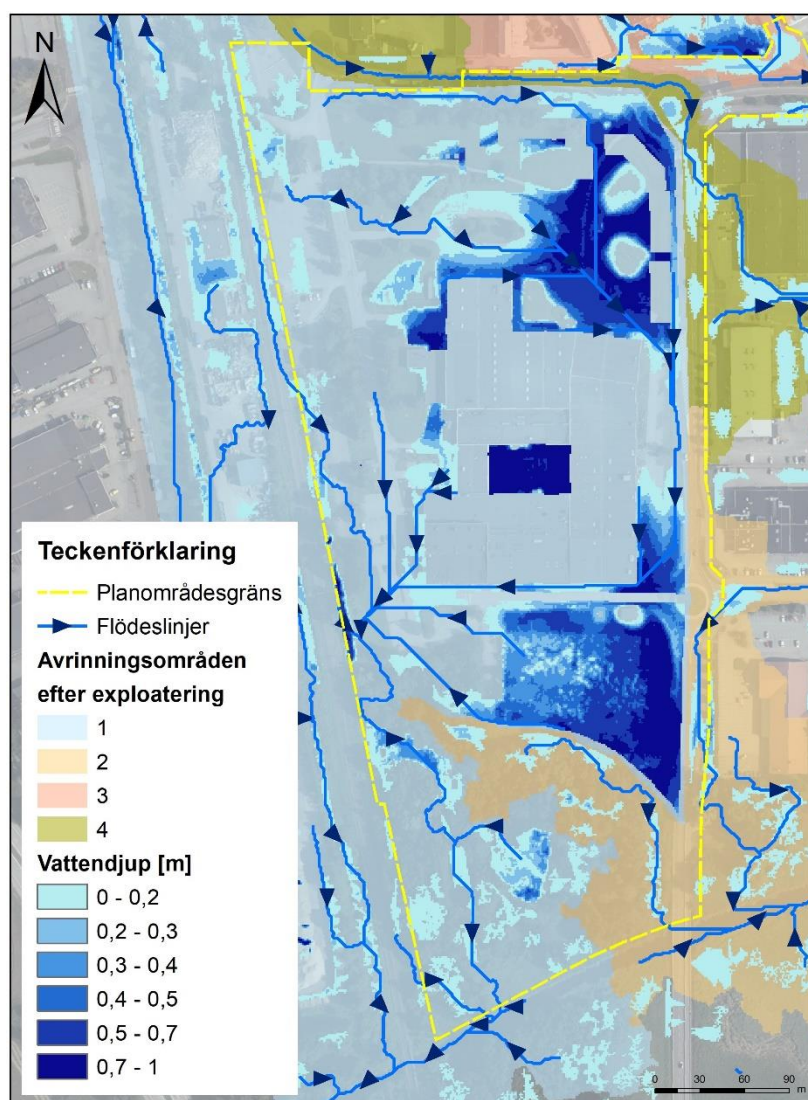 N
Teckenförklaring
Planområdesgräns
Flödeslinjer
Avrinningsområden
efter exploatering
1
2
3
4
Vattendjup [m]
0 - 0,2
0,2 - 0,3
0,3 - 0,4
0,4 - 0,5
0,5 - 0,7
0,7 - 1
0 30 60 90
m